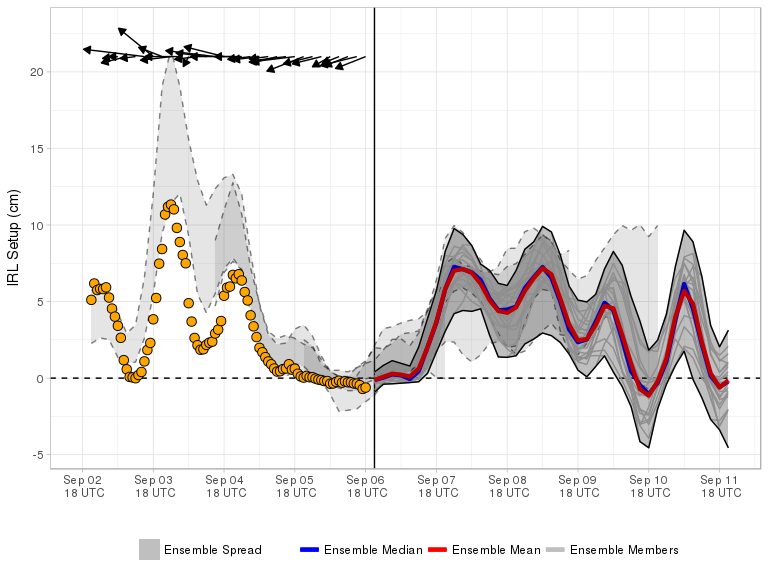 IRL Setup (cm)
20
15
10
5
0
-5
Sep 02 Sep 03 Sep 04 Sep 05 Sep 06 Sep 07 Sep 08 Sep 09 Sep 10 Sep 11
18 UTC 18 UTC 18 UTC 18 UTC 18 UTC 18 UTC 18 UTC 18 UTC 18 UTC 18 UTC
Ensemble Spread Ensemble Median Ensemble Mean Ensemble Members